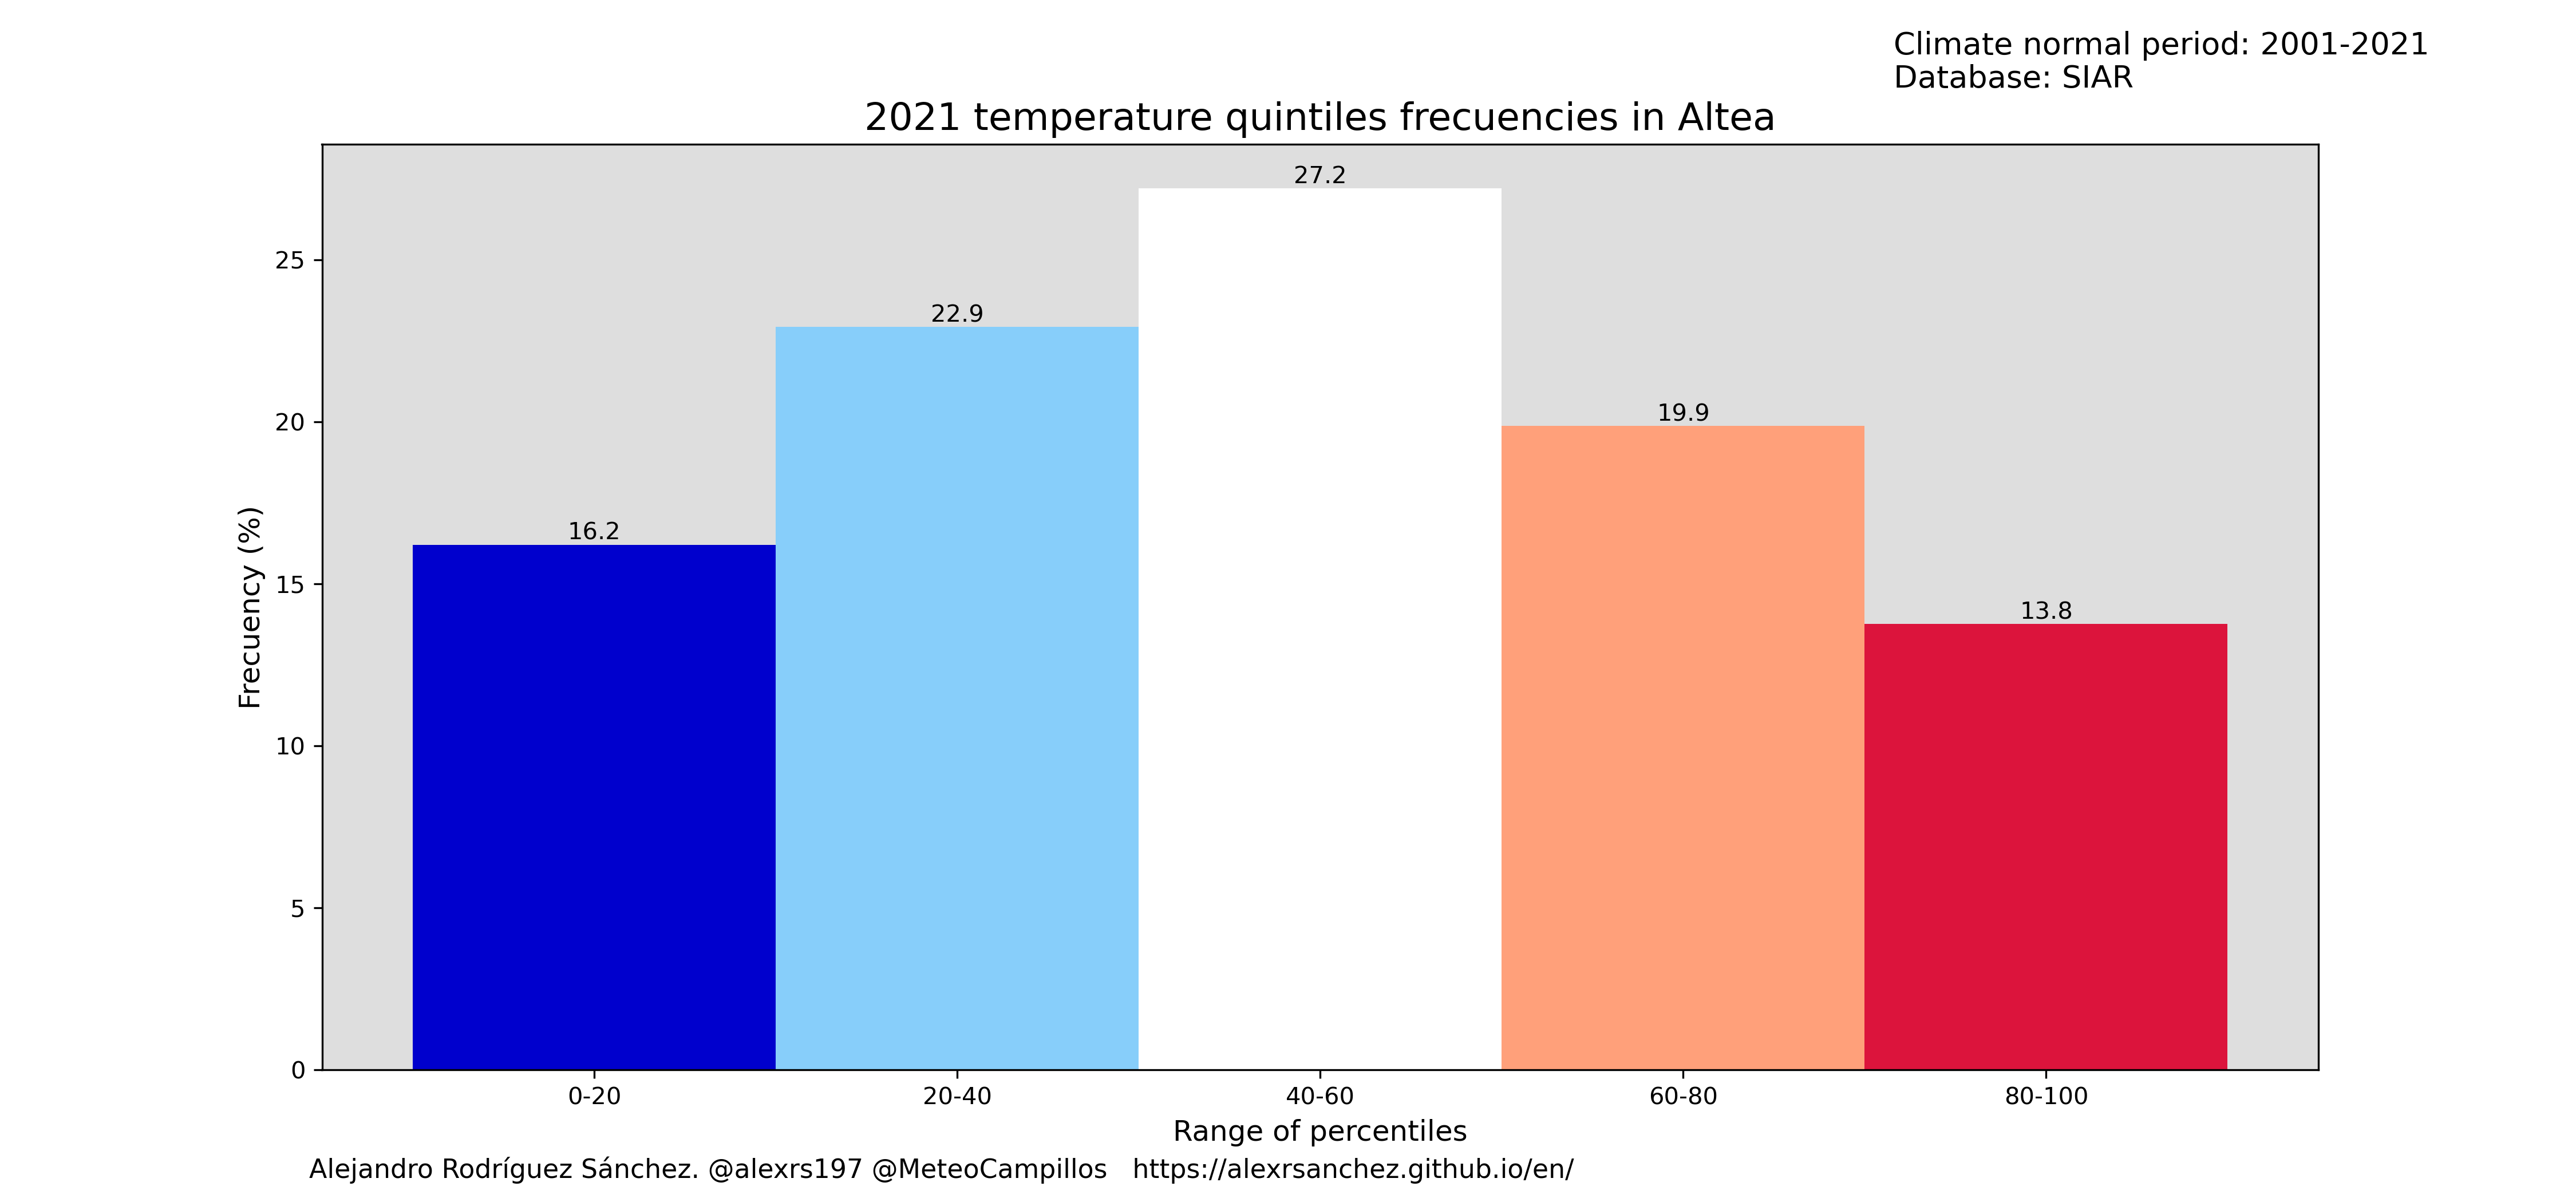 Climate normal period: 2001-2021
Database: SIAR
2021 temperature quintiles frecuencies in Altea
27.2
25
22.9
20
19.9
Frecuency (%)
16.2
15
13.8
10
5
0
0-20 20-40 40-60 60-80 80-100
Range of percentiles
Alejandro Rodríguez Sánchez. @alexrs197 @MeteoCampillos https://alexrsanchez.github.io/en/